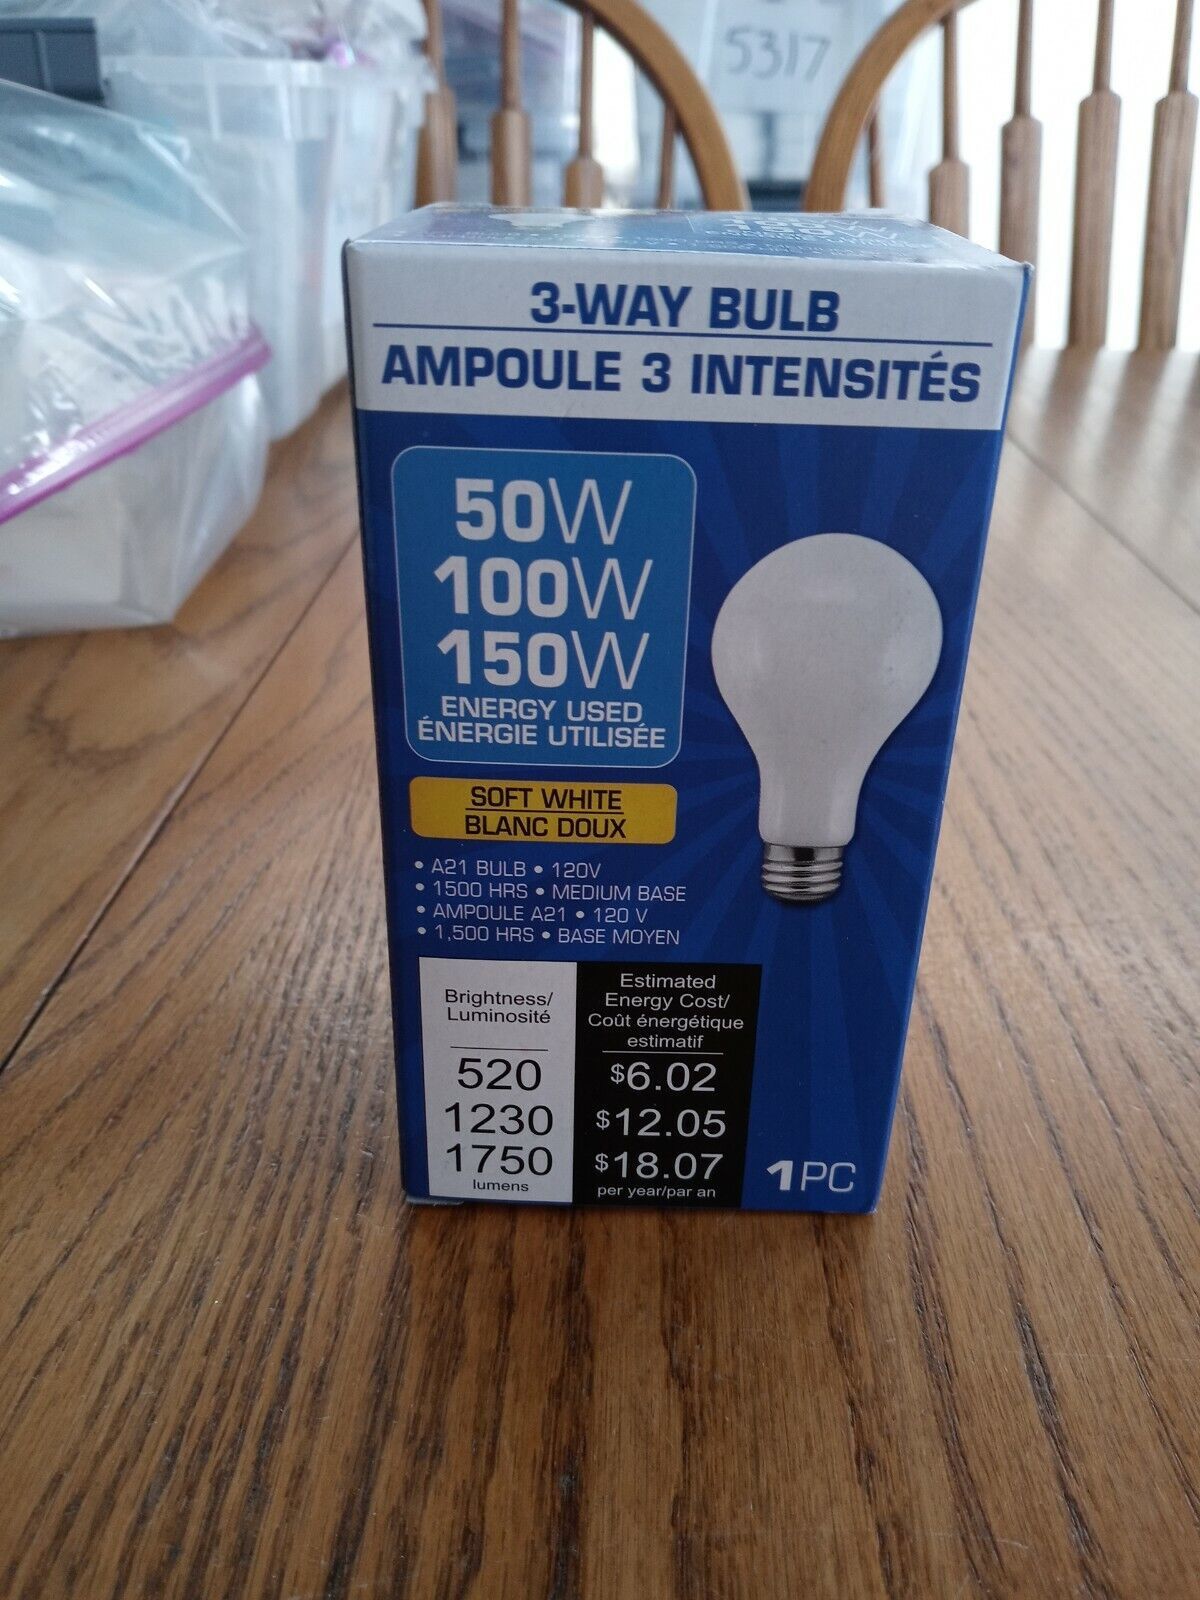 5317
3-WAY BULB
AMPOULE 3 INTENSITÉS
50W
100W
150W
ENERGY USED
ÉNERGIE UTILISÉE
SOFT WHITE
BLANC DOUX
• A21 BULB • 120V
• 1500 HRS • MEDIUM BASE
• AMPOULE A21 • 120 V
• 1,500 HRS • BASE MOYEN
Brightness/
Luminosité
520
1230
1750
lumens
Estimated
Energy Cost/
Coût énergétique
estimatif
$6.02
$12.05
$18.07
per year/par an
1PC